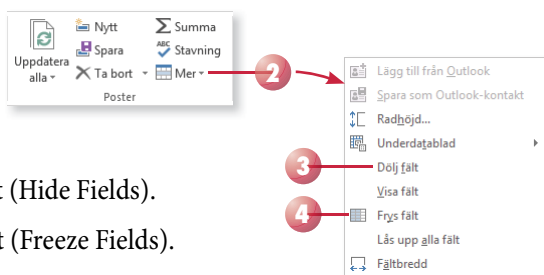 Uppdatera
alla
Nytt
Spara
Ta bort
Summa
ABC
Stavning
Mer
Poster
2
Lägg till från Outlook
Spara som Outlook-kontakt
Radhöjd...
Underdatablad
3
Dölj fält
Visa fält
4
Frys fält
Lås upp alla fält
Fältbredd
t (Hide Fields).
t (Freeze Fields).